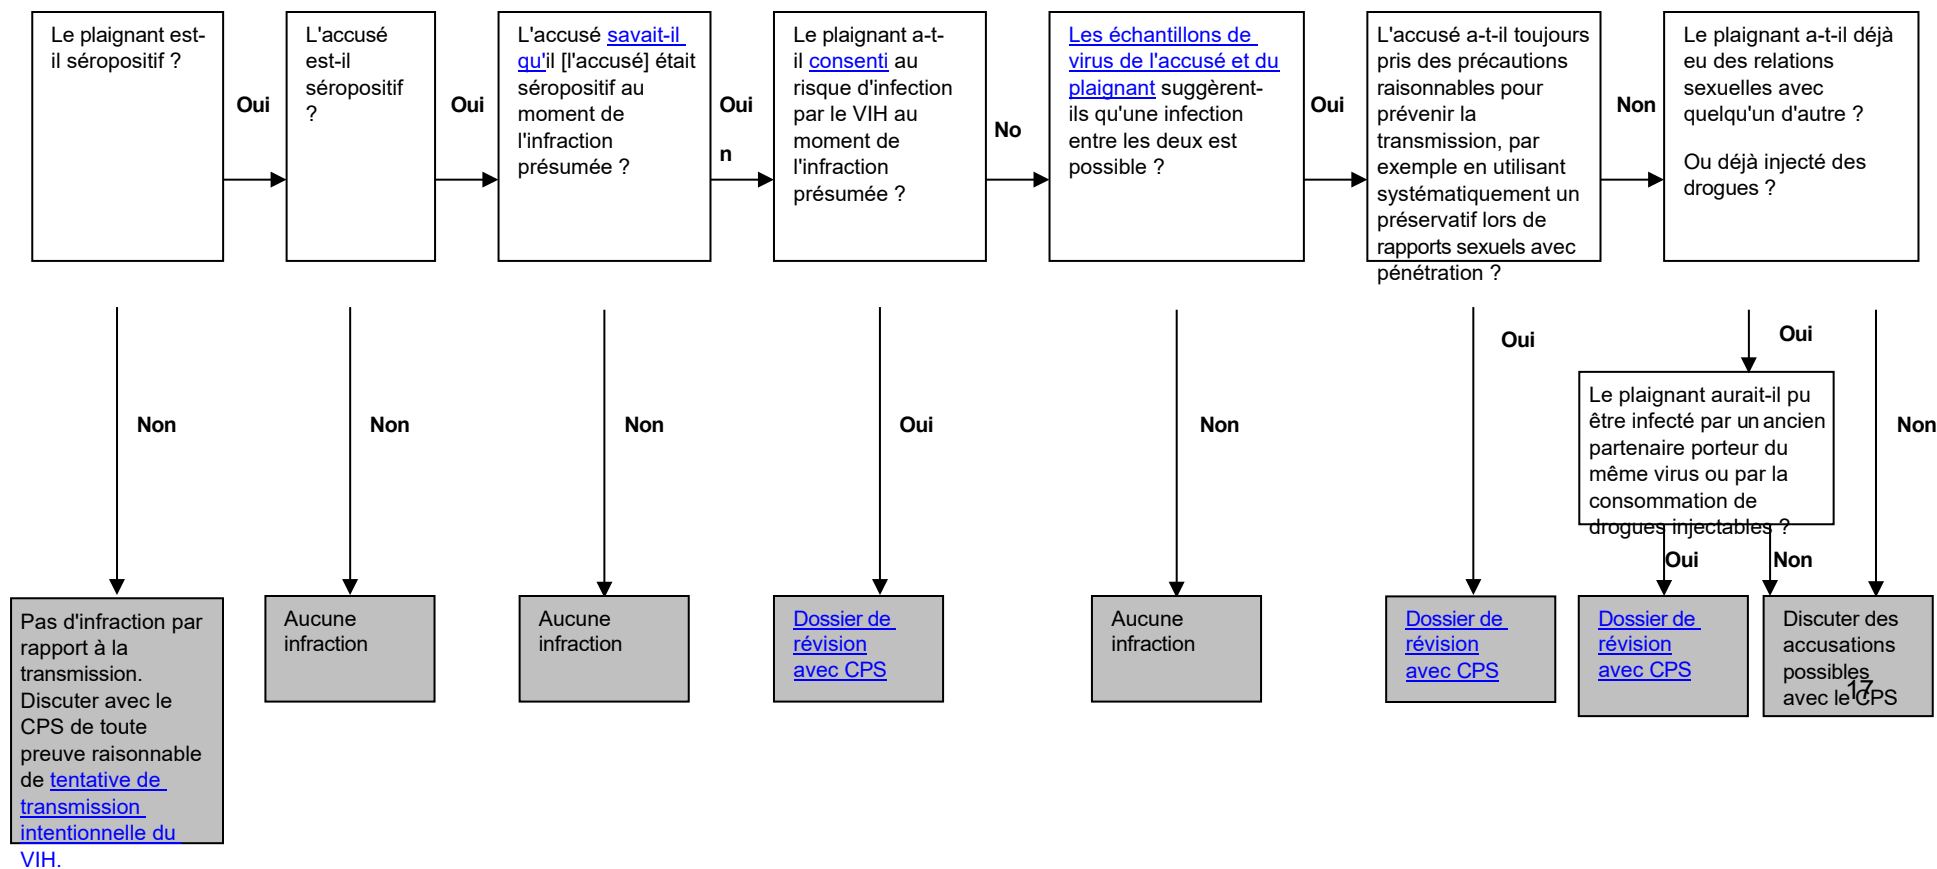 Le plaignant est-
il séropositif ?
Oui
L'accusé
est-il
séropositif
?
Oui
L'accusé savait-il
qu'il [l'accusé] était
séropositif au
moment de
l'infraction
présumée ?
Oui
n
Le plaignant a-t-
il consenti au
risque d'infection
par le VIH au
moment de
l'infraction
présumée ?
No
Les échantillons de
virus de l'accusé et du
plaignant suggèrent-
ils qu'une infection
entre les deux est
possible ?
Oui
L'accusé a-t-il toujours
pris des précautions
raisonnables pour
prévenir la
transmission, par
exemple en utilisant
systématiquement un
préservatif lors de
rapports sexuels avec
pénétration ?
Non
Le plaignant a-t-il déjà
eu des relations
sexuelles avec
quelqu'un d'autre ?
Ou déjà injecté des
drogues ?
Non
Non
Non
Oui
Non
Oui
Oui
Non
Le plaignant aurait-il pu
être infecté par un ancien
partenaire porteur du
même virus ou par la
consommation de
drogues injectables ?
Oui
Non
Pas d'infraction par
rapport à la
transmission.
Discuter avec le
CPS de toute
preuve raisonnable
de tentative de
transmission
intentionnelle du
VIH.
Aucune
infraction
Aucune
infraction
Dossier de
révision
avec CPS
Aucune
infraction
Dossier de
révision
avec CPS
Dossier de
révision
avec CPS
Discuter des
accusations
possibles
avec le CPS
17